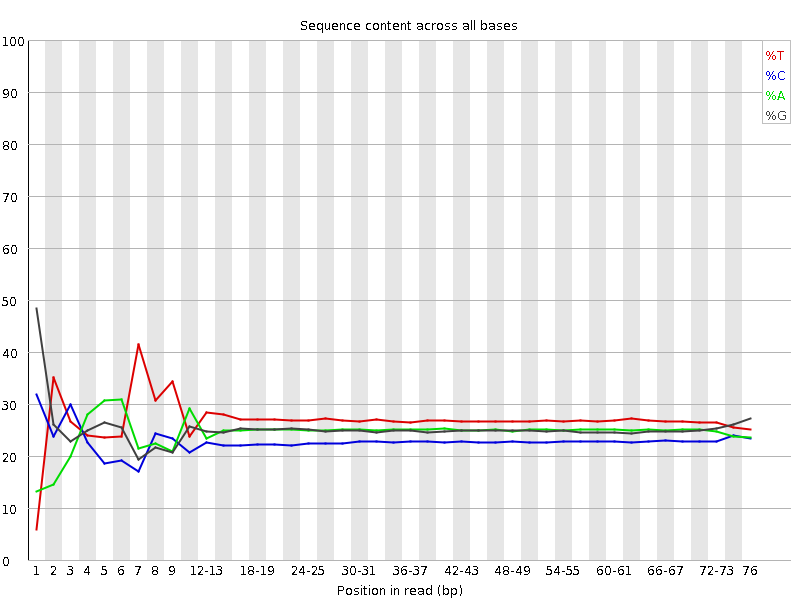 Sequence content across all bases
100
90
80
70
60
50
40
30
20
10
0
%T
%C
%A
%G
1 2 3 4 5 6 7 8 9 12-13 18-19 24-25 30-31 36-37 42-43 48-49 54-55 60-61 66-67 72-73 76
Position in read (bp)